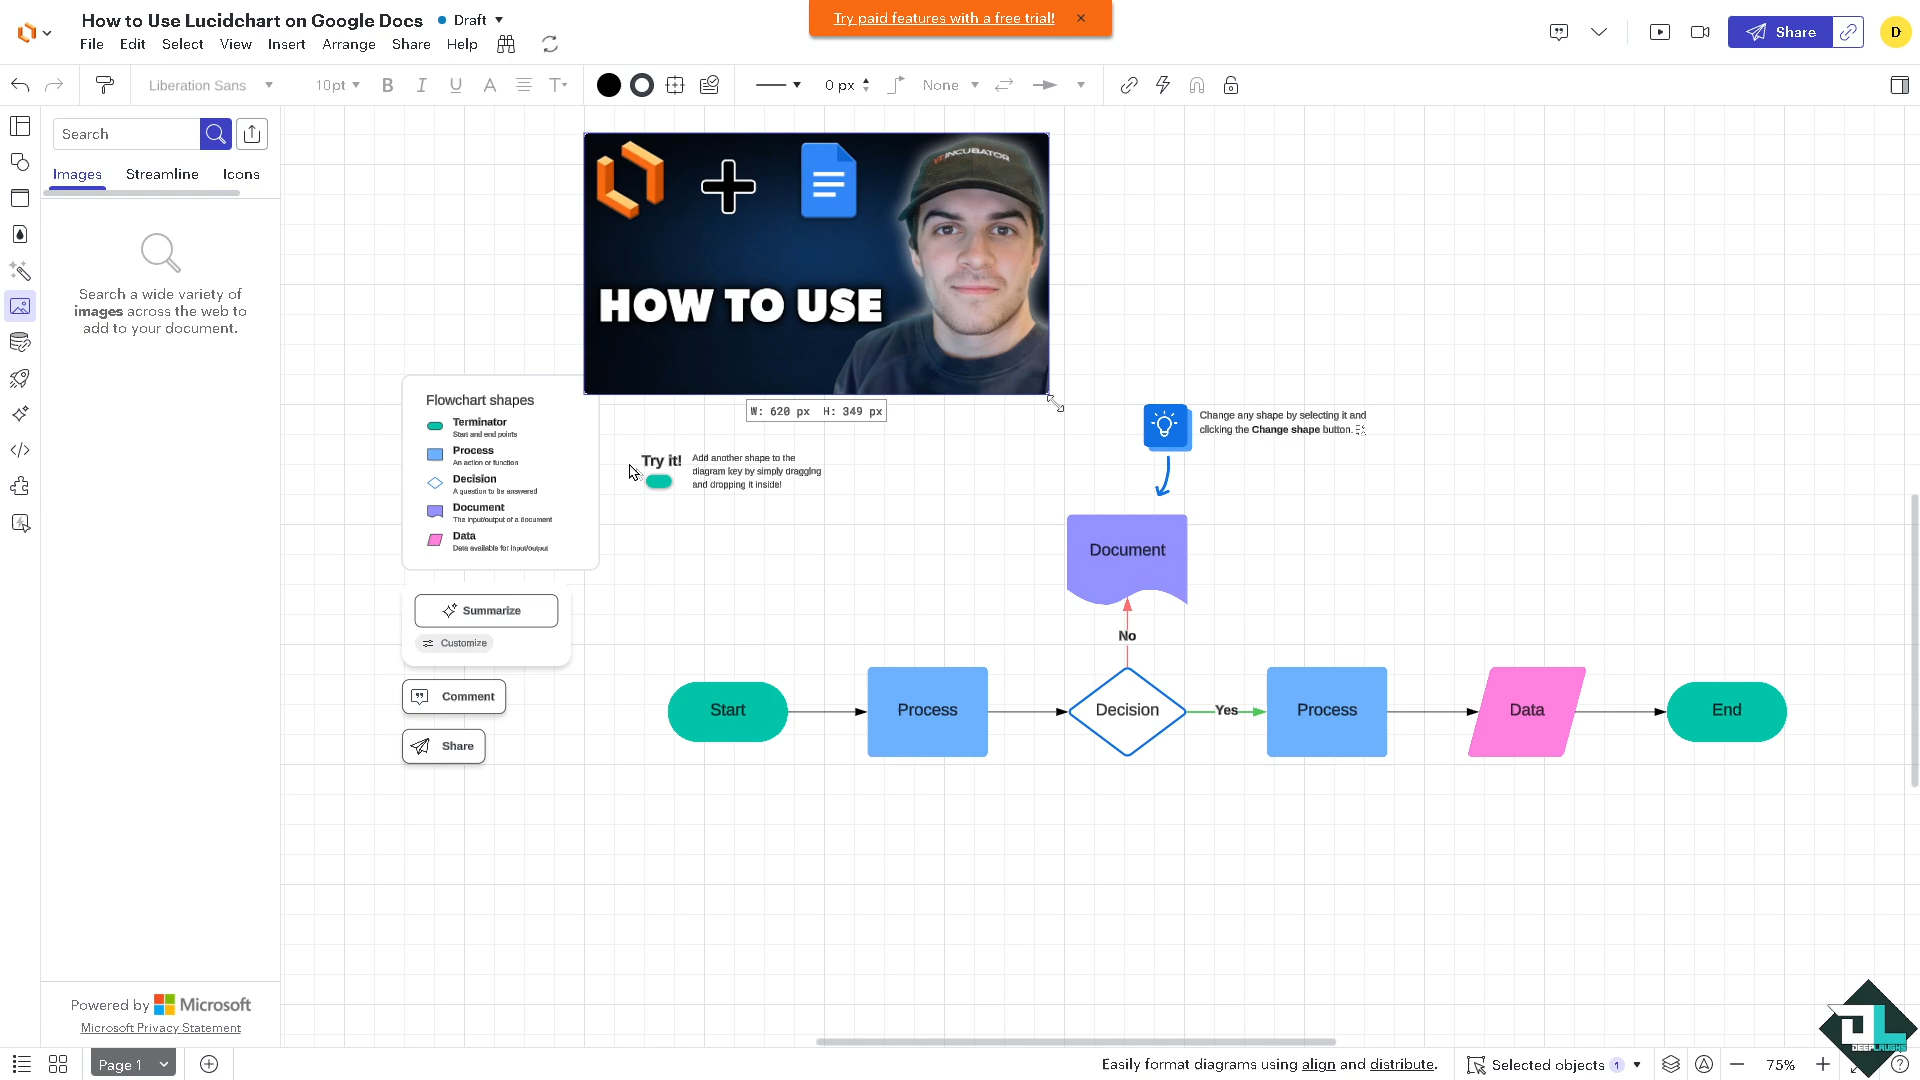 How to Use Lucidchart on Google Docs
Draft
File Edit Select View Insert Arrange Share Help
Try paid features with a free trial!
Share
D
Liberation Sans
10pt
0 px
None
Search
Images Streamline Icons
Search a wide variety of
images across the web to
add to your document.
Powered by Microsoft
Microsoft Privacy Statement
YTINCUBATOR
HOW TO USE
W: 620 px H: 349 px
Flowchart shapes
Terminator
Start and end points
Process
An action or function
Decision
A question to be answered
Document
The input/output of a document
Data
Data available for input/output
Summarize
Customize
Comment
Share
Try it!
Add another shape to the
diagram key by simply dragging
and dropping it inside!
Change any shape by selecting it and
clicking the Change shape button.
Document
No
Start
Process
Decision
Yes
Process
Data
End
Page 1
Easily format diagrams using align and distribute.
Selected objects 1
75%
DEEPLAUGHS